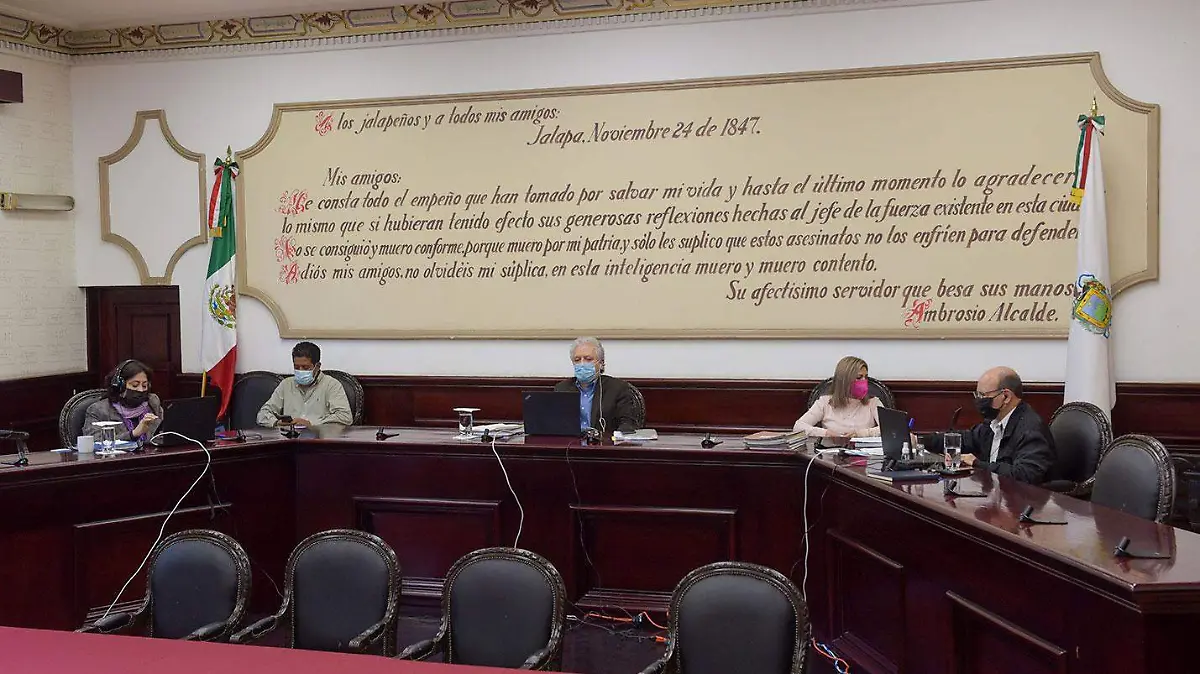 A los jalapeños y a todos mis amigos:
Jalapa, Noviembre 24 de 1847.
Mis amigos:
Me consta todo el empeño que han tomado por salvar mi vida y hasta el último momento lo agradecer
lo mismo que si hubieran tenido efecto sus generosas reflexiones hechas al jefe de la fuerza existente en esta ciu
No se consiguió y muero conforme, porque muero por mi patria, y sólo les suplico que estos asesinatos no los enfríen para defender
Adiós mis amigos, no olvidéis mi súplica, en esta inteligencia muero y muero contento.
Su afectísimo servidor que besa sus manos
Ambrosio Alcalde.